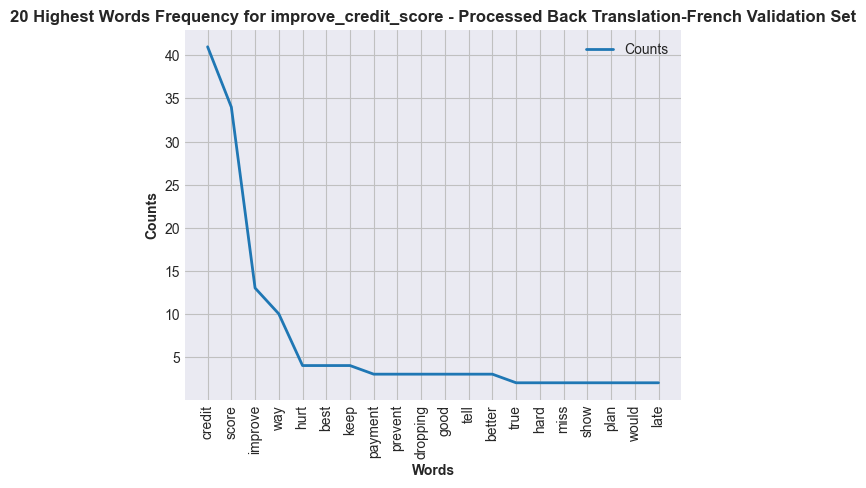 20 Highest Words Frequency for improve_credit_score - Processed Back Translation-French Validation Set
Counts
40
35
30
25
20
15
10
5
Counts
credit
score
improve
way
hurt
best
keep
payment
prevent
dropping
good
tell
better
true
hard
miss
show
plan
would
late
Words